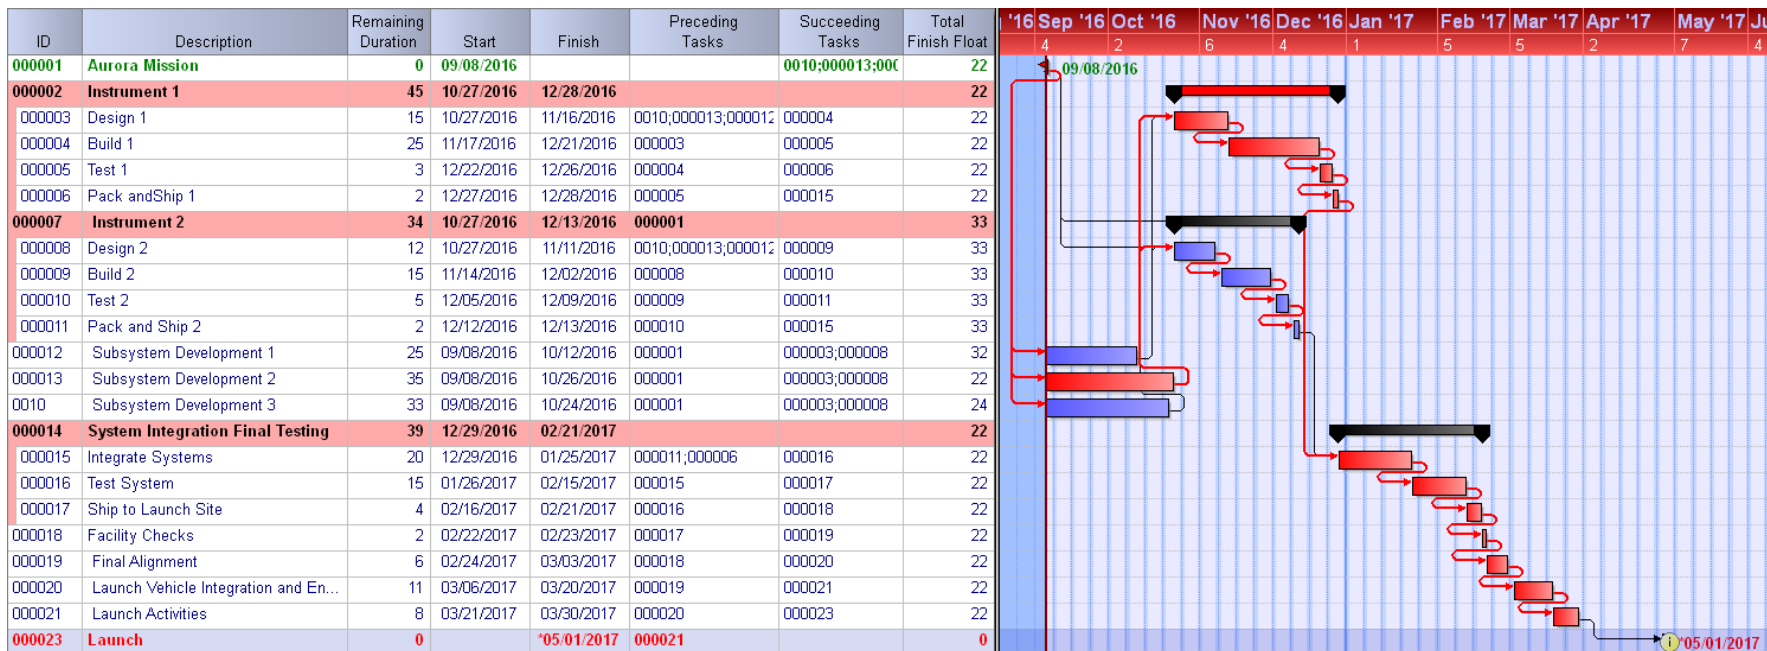 ID Description Remaining Duration Start Finish Preceding Tasks Succeeding Tasks Total Finish Float
'16 Sep '16 Oct '16 Nov '16 Dec '16 Jan '17 Feb '17 Mar '17 Apr '17 May '17
4 2 6 4 1 5 5 2 7 4
000001 Aurora Mission 0 09/08/2016 0010;000013;00( 22 09/08/2016
000002 Instrument 1 45 10/27/2016 12/28/2016 22
000003 Design 1 15 10/27/2016 11/16/2016 0010;000013;000012 000004 22
000004 Build 1 25 11/17/2016 12/21/2016 000003 000005 22
000005 Test 1 3 12/22/2016 12/26/2016 000004 000006 22
000006 Pack andShip 1 2 12/27/2016 12/28/2016 000005 000015 22
000007 Instrument 2 34 10/27/2016 12/13/2016 000001 33
000008 Design 2 12 10/27/2016 11/11/2016 0010;000013;000012 000009 33
000009 Build 2 15 11/14/2016 12/02/2016 000008 000010 33
000010 Test 2 5 12/05/2016 12/09/2016 000009 000011 33
000011 Pack and Ship 2 2 12/12/2016 12/13/2016 000010 000015 33
000012 Subsystem Development 1 25 09/08/2016 10/12/2016 000001 000003;000008 32
000013 Subsystem Development 2 35 09/08/2016 10/26/2016 000001 000003;000008 22
0010 Subsystem Development 3 33 09/08/2016 10/24/2016 000001 000003;000008 24
000014 System Integration Final Testing 39 12/29/2016 02/21/2017 22
000015 Integrate Systems 20 12/29/2016 01/25/2017 000011;000006 000016 22
000016 Test System 15 01/26/2017 02/15/2017 000015 000017 22
000017 Ship to Launch Site 4 02/16/2017 02/21/2017 000016 000018 22
000018 Facility Checks 2 02/22/2017 02/23/2017 000017 000019 22
000019 Final Alignment 6 02/24/2017 03/03/2017 000018 000020 22
000020 Launch Vehicle Integration and En... 11 03/06/2017 03/20/2017 000019 000021 22
000021 Launch Activities 8 03/21/2017 03/30/2017 000020 000023 22
000023 Launch 0 *05/01/2017 000021 0 *05/01/2017